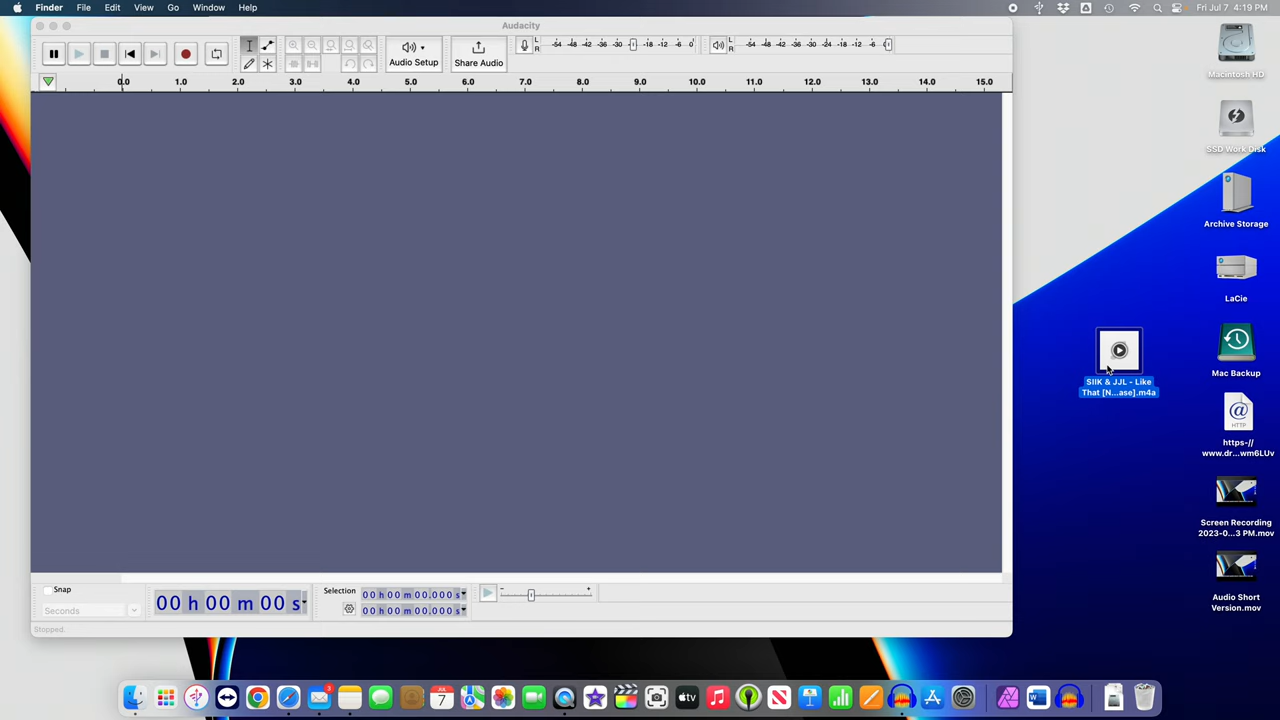 Finder File Edit View Go Window Help
Fri Jul 7 4:19 PM
Audacity
Audio Setup
Share Audio
L R -54 -48 -42 -36 -30 -18 -12 -6 0
L R -54 -48 -42 -36 -30 -24 -18 -12 -6
0.0 1.0 2.0 3.0 4.0 5.0 6.0 7.0 8.0 9.0 10.0 11.0 12.0 13.0 14.0 15.0
Macintosh HD
SSD Work Disk
Archive Storage
LaCie
SIIK & JJL - Like
That [N...ase].m4a
Mac Backup
HTTP
https-//
www.dr...wm6LUv
Screen Recording
2023-0...3 PM.mov
Audio Short
Version.mov
Snap
Seconds
00 h 00 m 00 s
Selection
00 h 00 m 00.000 s
00 h 00 m 00.000 s
Stopped.
3
JUL
7
tv
W